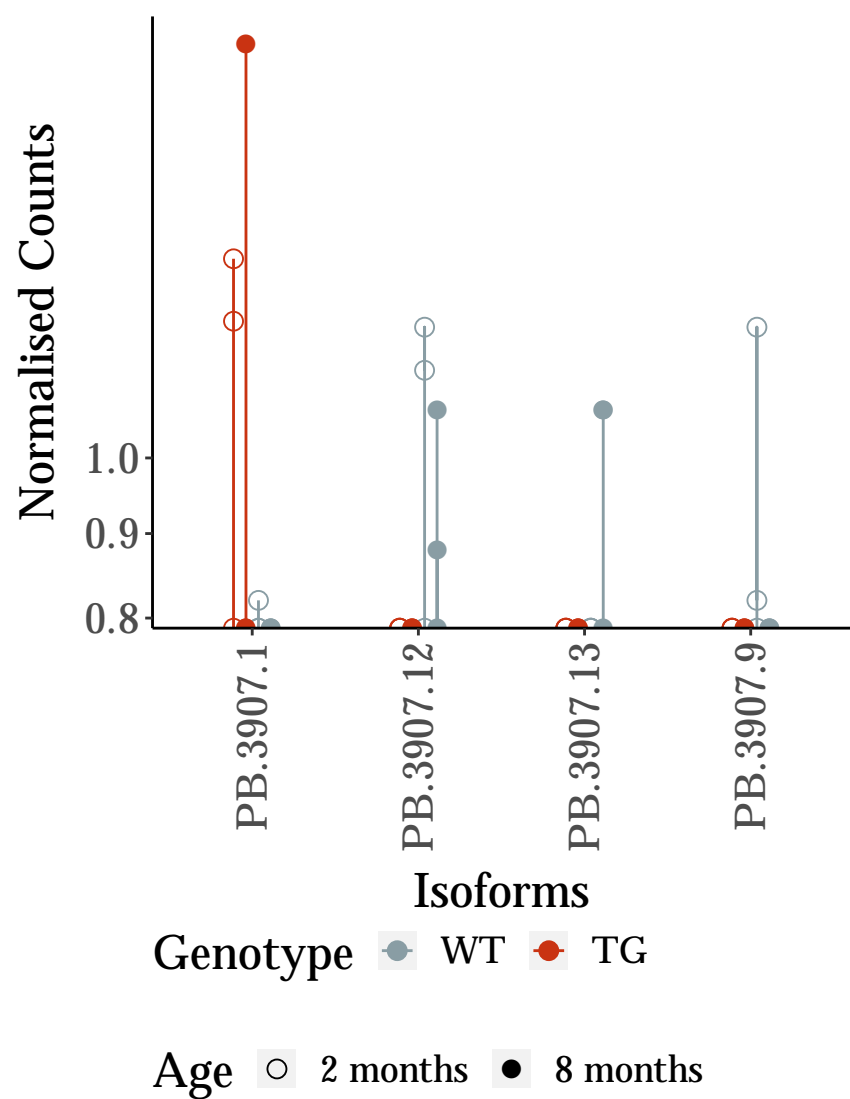 Normalised Counts
1.0
0.9
0.8
PB.3907.1
PB.3907.12
PB.3907.13
PB.3907.9
Isoforms
Genotype WT TG
Age 2 months 8 months